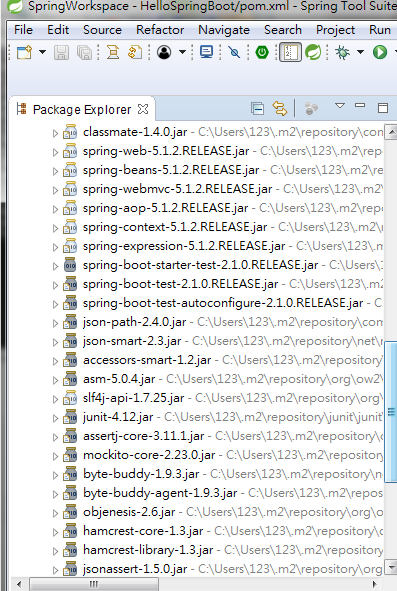 SpringWorkspace - HelloSpringBoot/pom.xml - Spring Tool Suite
File Edit Source Refactor Navigate Search Project Run
Package Explorer
classmate-1.4.0.jar - C:\Users\123\.m2\repository\com
spring-web-5.1.2.RELEASE.jar - C:\Users\123\.m2\rep
spring-beans-5.1.2.RELEASE.jar - C:\Users\123\.m2\re
spring-webmvc-5.1.2.RELEASE.jar - C:\Users\123\.m2
spring-aop-5.1.2.RELEASE.jar - C:\Users\123\.m2\repo
spring-context-5.1.2.RELEASE.jar - C:\Users\123\.m2\
spring-expression-5.1.2.RELEASE.jar - C:\Users\123\.
spring-boot-starter-test-2.1.0.RELEASE.jar - C:\Users
spring-boot-test-2.1.0.RELEASE.jar - C:\Users\123\.m
spring-boot-test-autoconfigure-2.1.0.RELEASE.jar - C
json-path-2.4.0.jar - C:\Users\123\.m2\repository\com
json-smart-2.3.jar - C:\Users\123\.m2\repository\net\
accessors-smart-1.2.jar - C:\Users\123\.m2\repository
asm-5.0.4.jar - C:\Users\123\.m2\repository\org\ow2\
slf4j-api-1.7.25.jar - C:\Users\123\.m2\repository\org\
junit-4.12.jar - C:\Users\123\.m2\repository\junit\junit\
assertj-core-3.11.1.jar - C:\Users\123\.m2\repository\
mockito-core-2.23.0.jar - C:\Users\123\.m2\repository
byte-buddy-1.9.3.jar - C:\Users\123\.m2\repository\n
byte-buddy-agent-1.9.3.jar - C:\Users\123\.m2\repos
objenesis-2.6.jar - C:\Users\123\.m2\repository\org\o
hamcrest-core-1.3.jar - C:\Users\123\.m2\repository\
hamcrest-library-1.3.jar - C:\Users\123\.m2\reposito
jsonassert-1.5.0.jar - C:\Users\123\.m2\repository\o